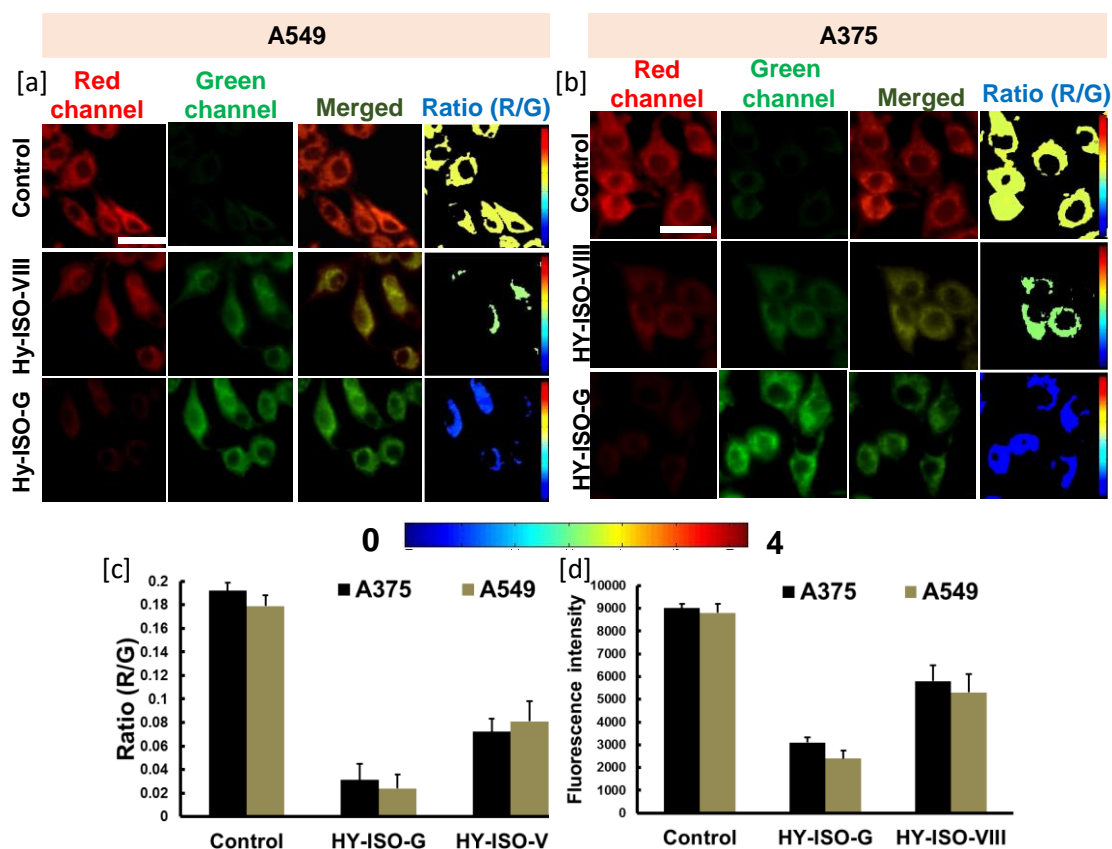 A549
A375
[a]
Red
channel
Green
channel
Merged
Ratio (R/G)
[b]
Red
channel
Green
channel
Merged
Ratio (R/G)
Control
Hy-ISO-VIII
Hy-ISO-G
Control
HY-ISO-VIII
HY-ISO-G
0
4
[c]
Ratio (R/G)
0.2
0.18
0.16
0.14
0.12
0.1
0.08
0.06
0.04
0.02
0
A375
A549
Control
HY-ISO-G
HY-ISO-V
[d]
Fluorescence intensity
10000
9000
8000
7000
6000
5000
4000
3000
2000
1000
0
A375
A549
Control
HY-ISO-G
HY-ISO-VIII